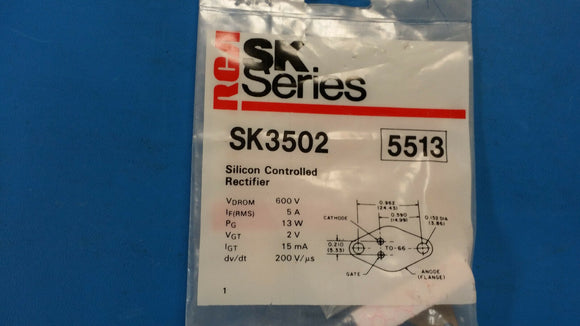 RCA SK
Series
SK3502 5513
Silicon Controlled
Rectifier
VDROM 600 V
IF(RMS) 5 A
PG 13 W
VGT 2 V
IGT 15 mA
dv/dt 200 V/μs
0.962
(24.43)
0.590
(14.99)
0.152 DIA.
(3.86)
CATHODE
0.210
(5.33)
TO-66
GATE
ANODE
(FLANGE)
1